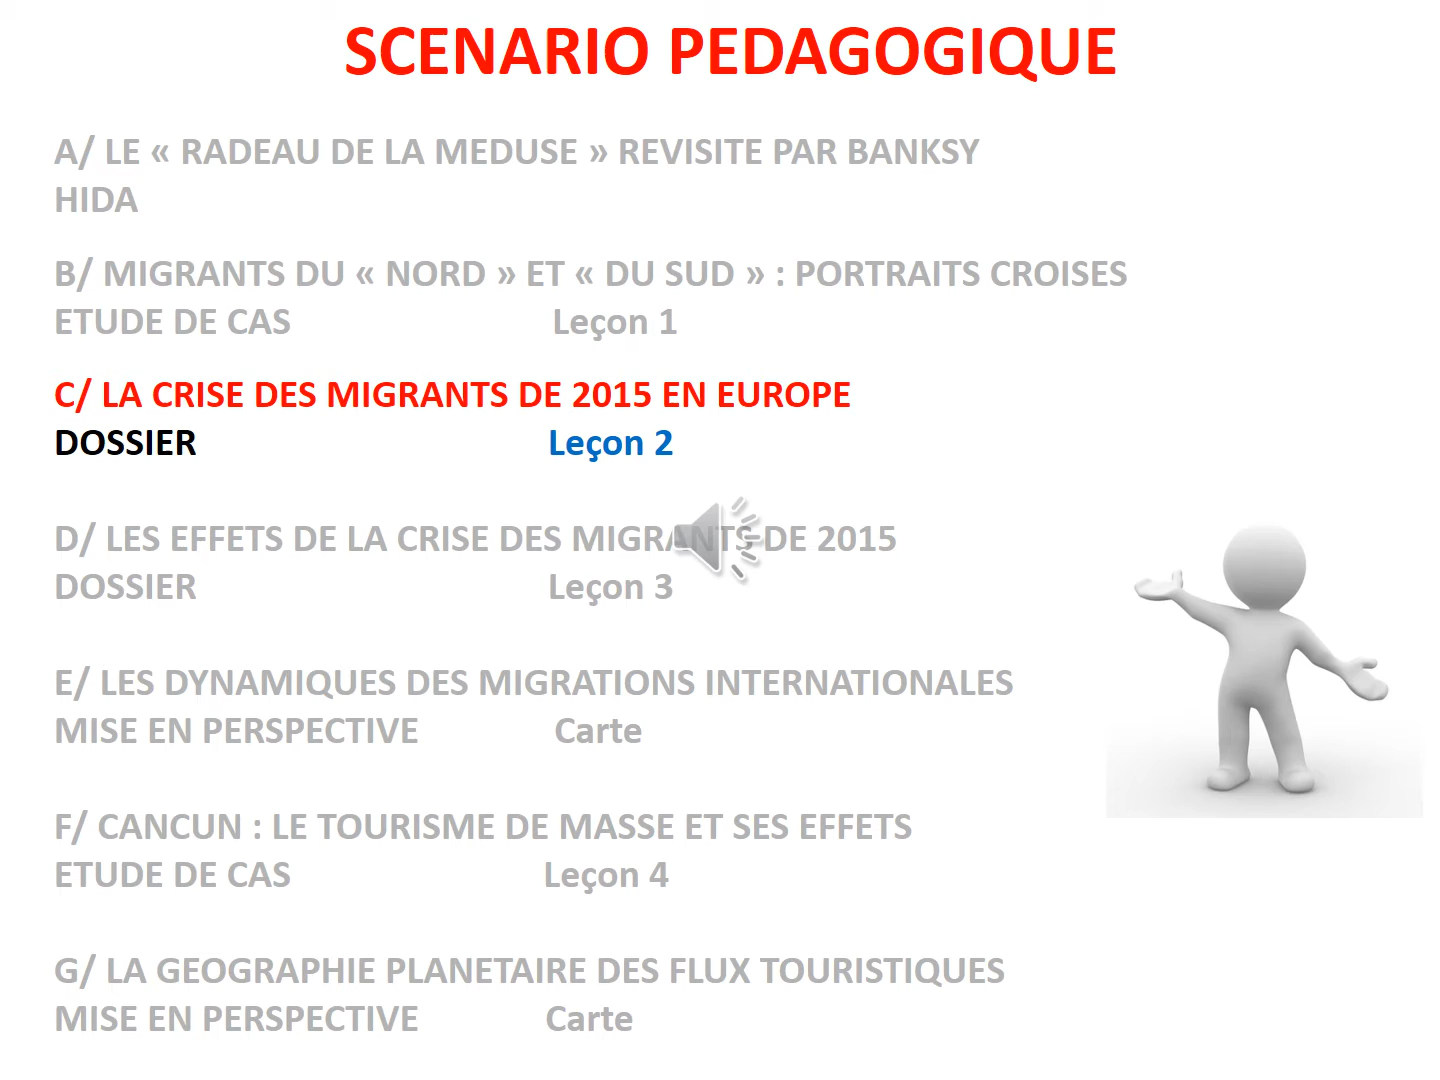 SCENARIO PEDAGOGIQUE
A/ LE « RADEAU DE LA MEDUSE » REVISITE PAR BANKSY
HIDA
B/ MIGRANTS DU « NORD » ET « DU SUD » : PORTRAITS CROISES
ETUDE DE CAS Leçon 1
C/ LA CRISE DES MIGRANTS DE 2015 EN EUROPE
DOSSIER Leçon 2
D/ LES EFFETS DE LA CRISE DES MIGRANTS DE 2015
DOSSIER Leçon 3
E/ LES DYNAMIQUES DES MIGRATIONS INTERNATIONALES
MISE EN PERSPECTIVE Carte
F/ CANCUN : LE TOURISME DE MASSE ET SES EFFETS
ETUDE DE CAS Leçon 4
G/ LA GEOGRAPHIE PLANETAIRE DES FLUX TOURISTIQUES
MISE EN PERSPECTIVE Carte